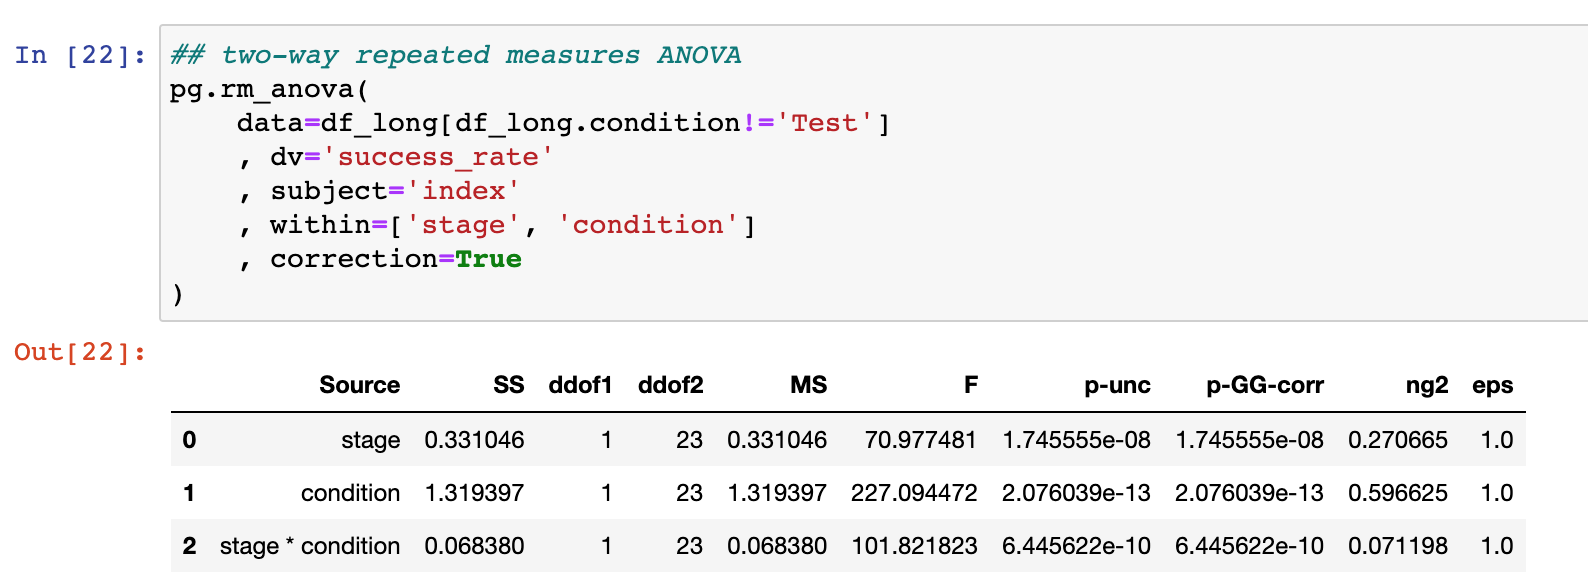 In [22]: ## two-way repeated measures ANOVA
pg.rm_anova(
    data=df_long[df_long.condition!='Test']
    , dv='success_rate'
    , subject='index'
    , within=['stage', 'condition']
    , correction=True
)
Out[22]:
Source SS ddof1 ddof2 MS F p-unc p-GG-corr ng2 eps
0 stage 0.331046 1 23 0.331046 70.977481 1.745555e-08 1.745555e-08 0.270665 1.0
1 condition 1.319397 1 23 1.319397 227.094472 2.076039e-13 2.076039e-13 0.596625 1.0
2 stage * condition 0.068380 1 23 0.068380 101.821823 6.445622e-10 6.445622e-10 0.071198 1.0